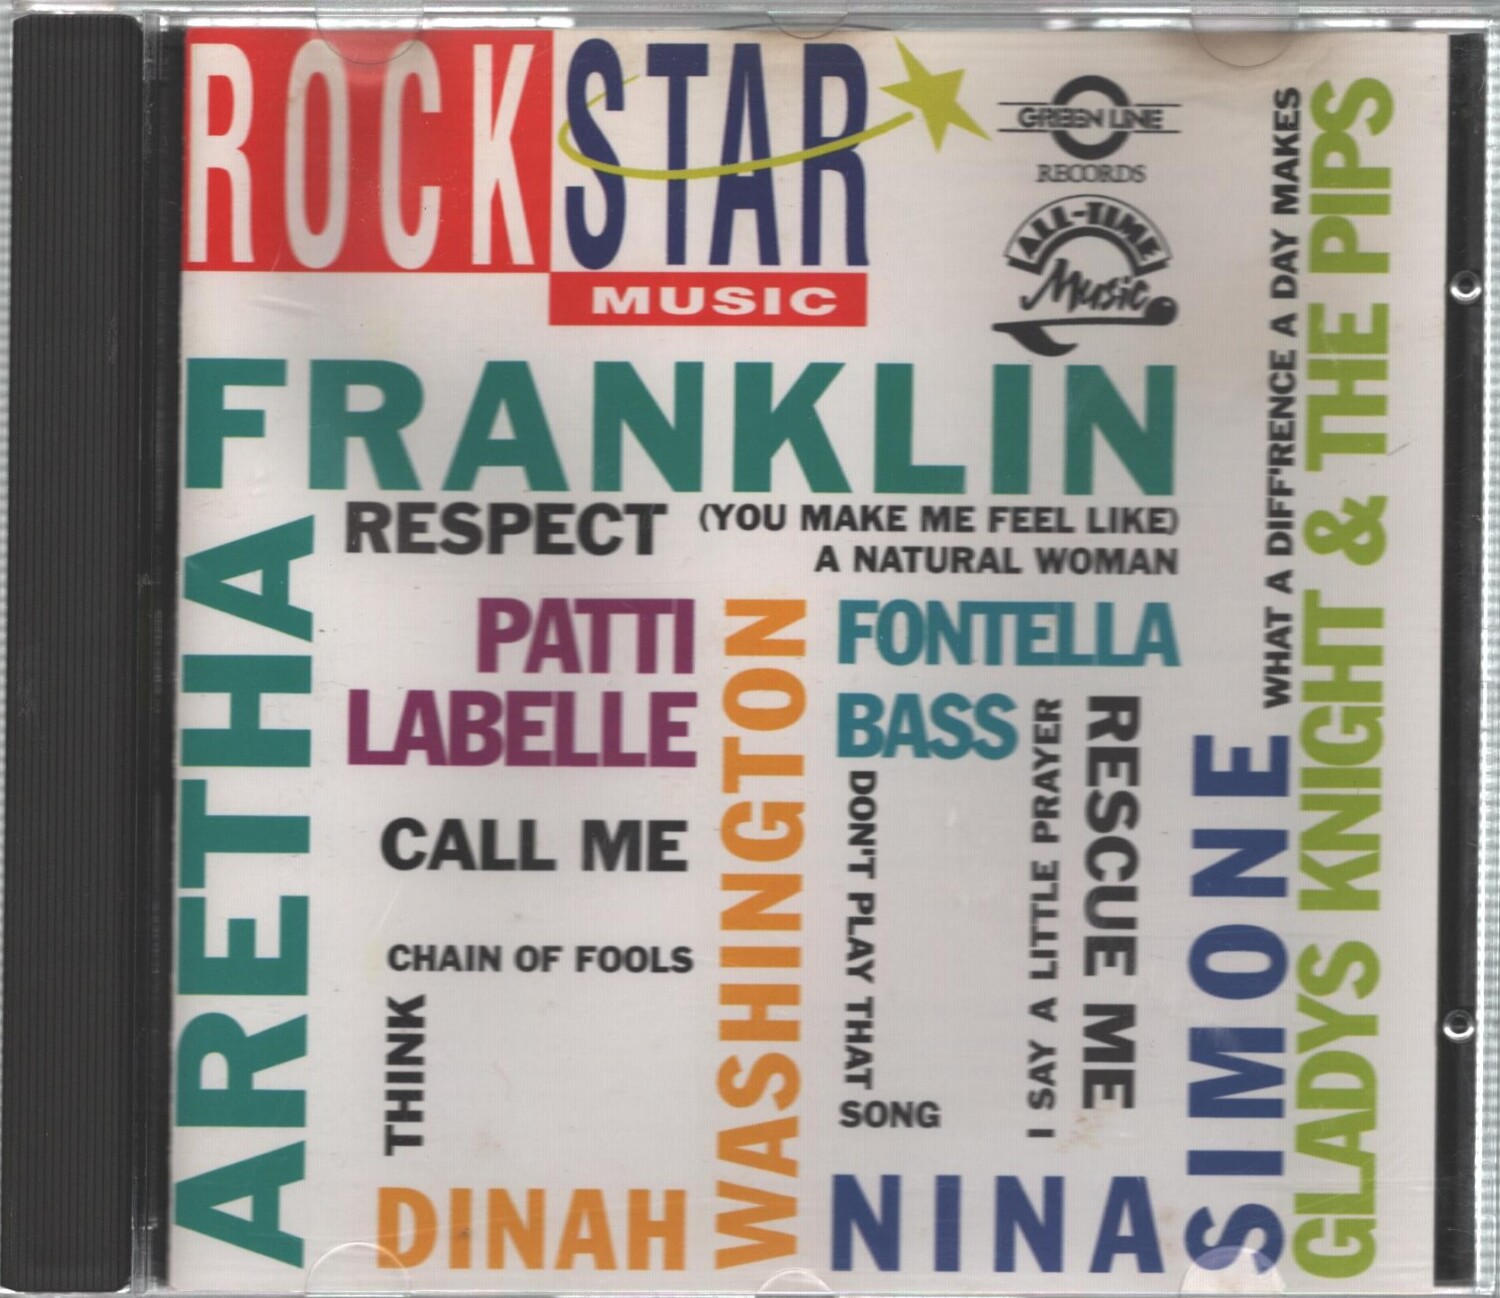 ROCK STAR
MUSIC
GREEN LINE
RECORDS
ALL-TIME
Music
ARETHA FRANKLIN
RESPECT
(YOU MAKE ME FEEL LIKE)
A NATURAL WOMAN
PATTI
LABELLE
CALL ME
CHAIN OF FOOLS
THINK
DINAH WASHINGTON
FONTELLA
BASS
DON'T PLAY THAT
SONG
I SAY A LITTLE PRAYER
RESCUE ME
NINA SIMONE
WHAT A DIFF'RENCE A DAY MAKES
GLADYS KNIGHT & THE PIPS